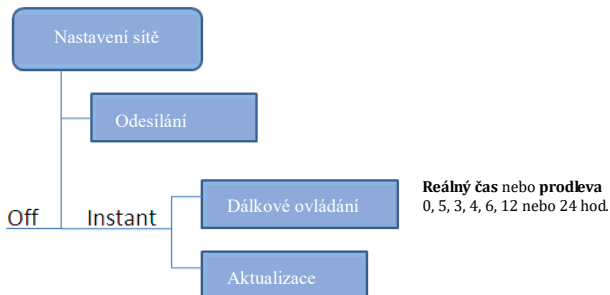 Nastavení sítě
Odesílání
Off
Instant
Dálkové ovládání
Reálný čas nebo prodleva
0, 5, 3, 4, 6, 12 nebo 24 hod.
Aktualizace